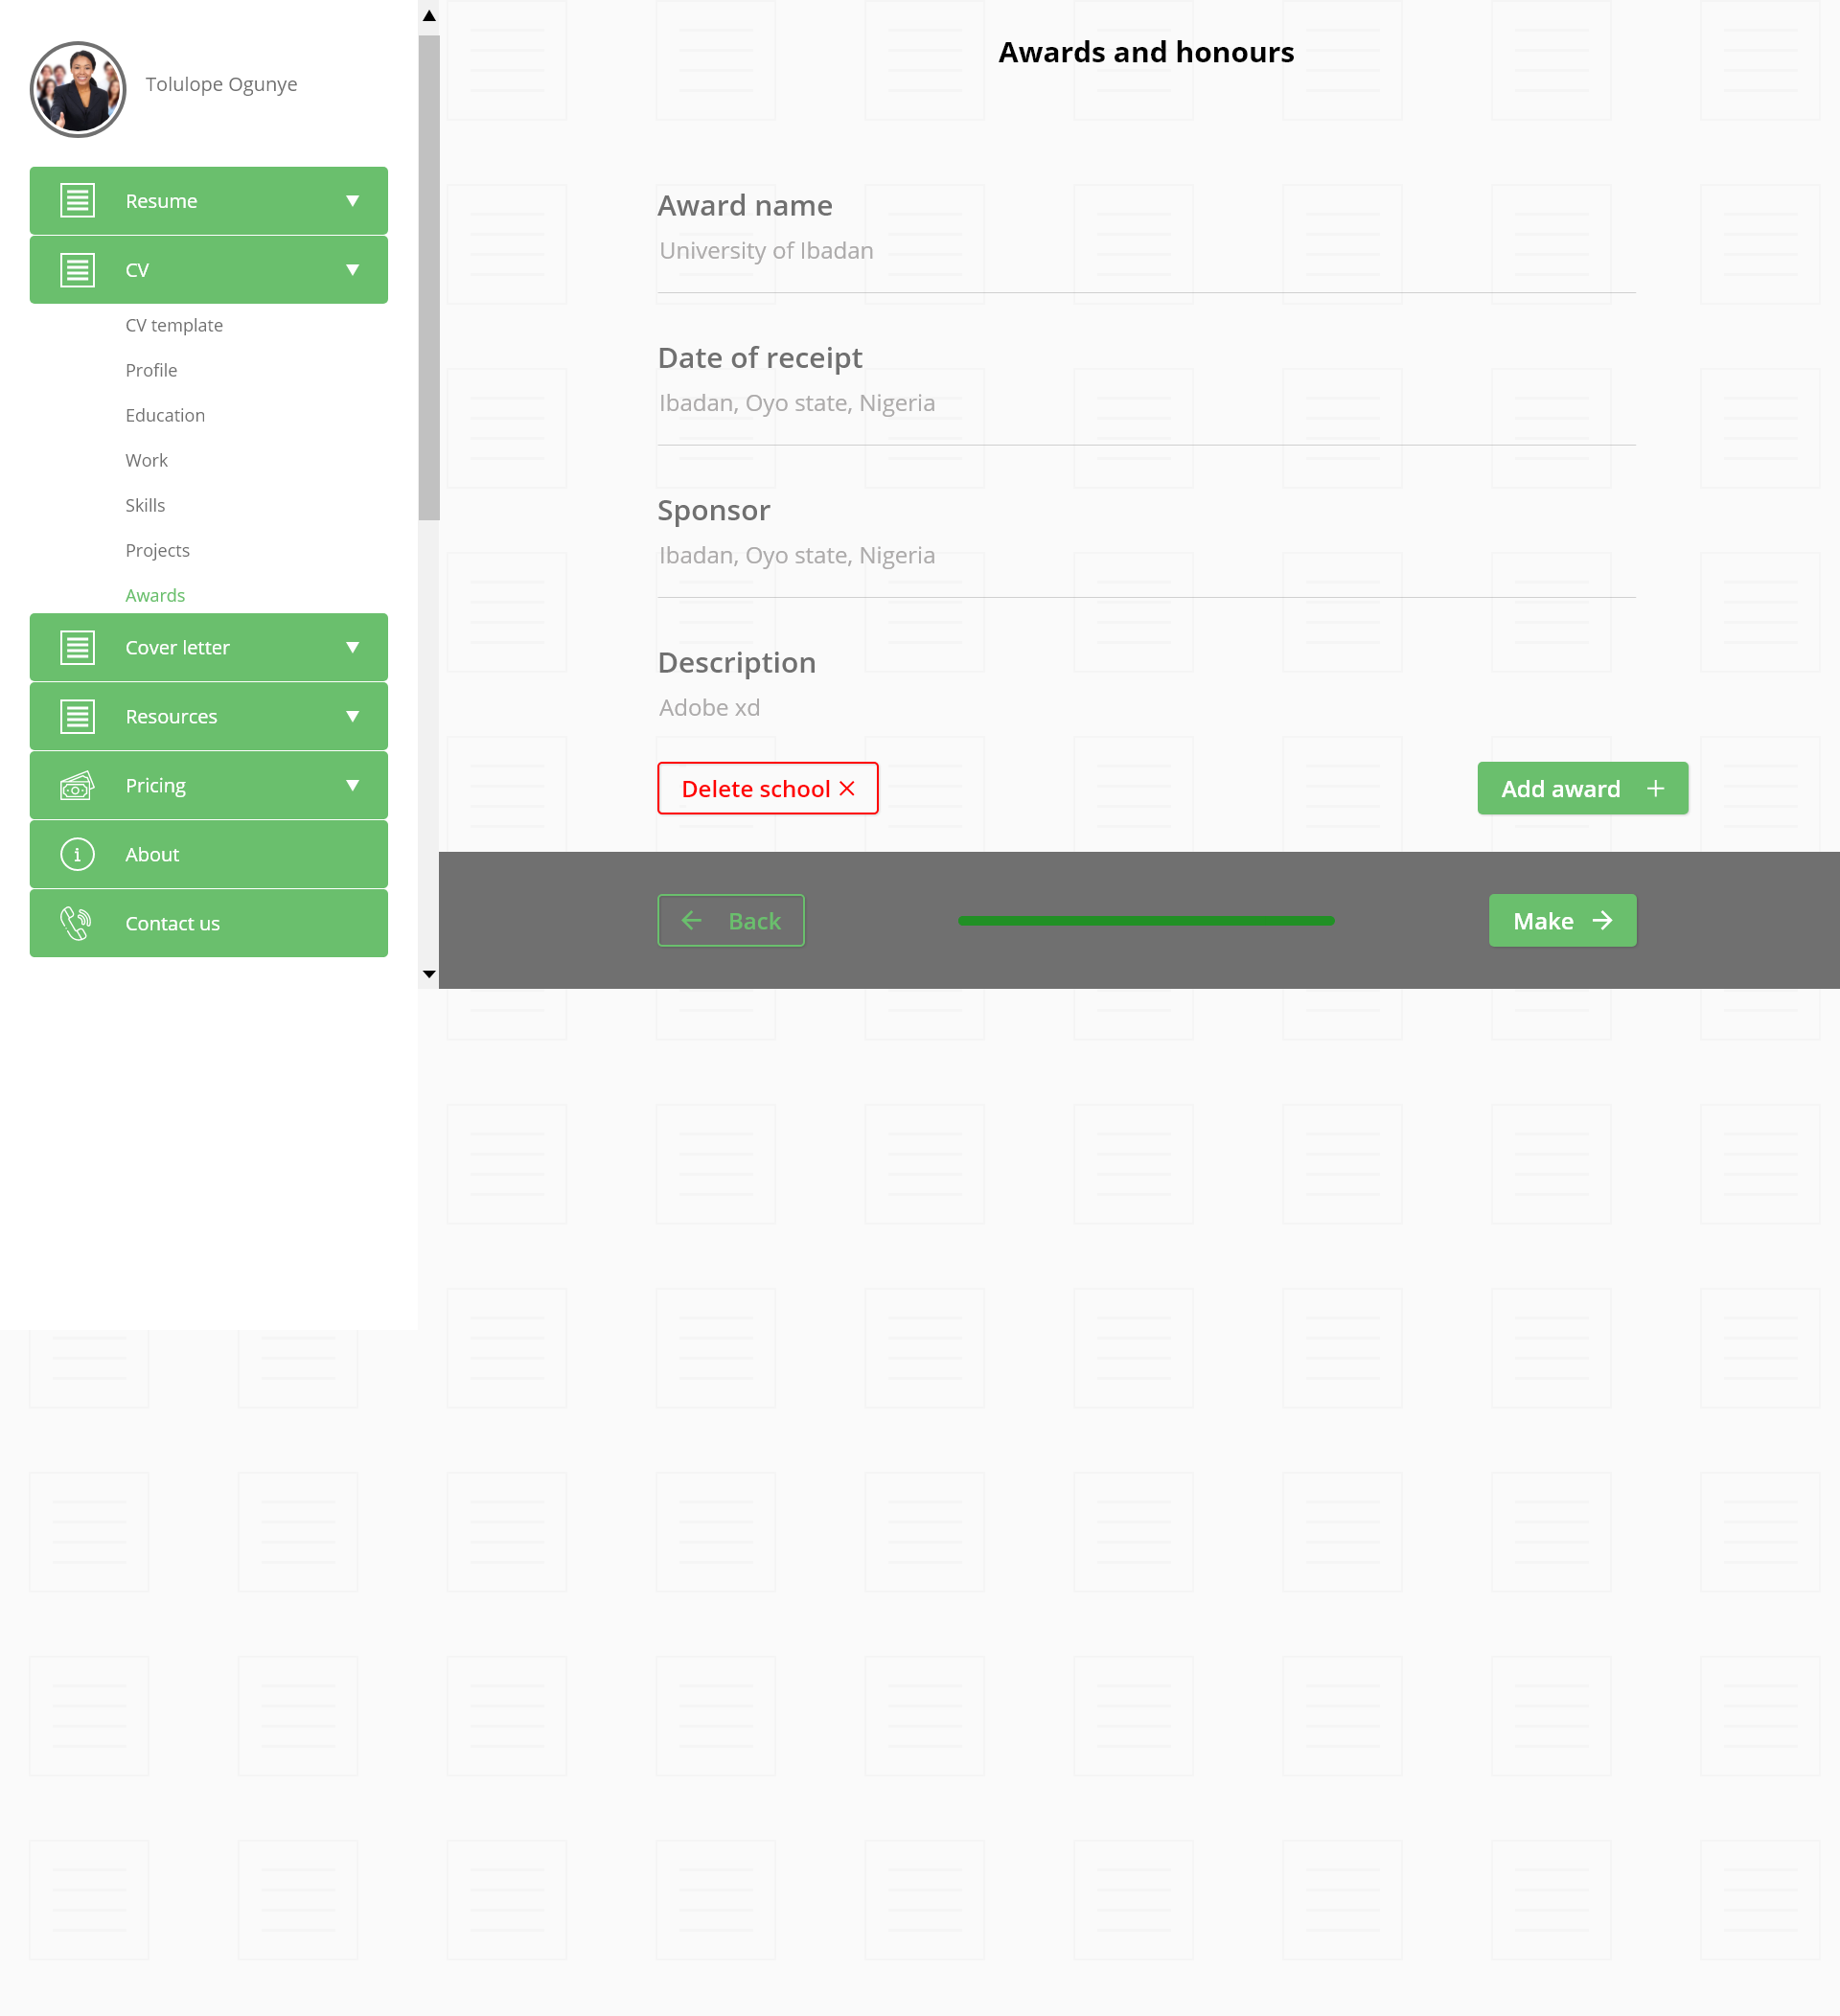 Tolulope Ogunye
Resume
CV
CV template
Profile
Education
Work
Skills
Projects
Awards
Cover letter
Resources
Pricing
About
Contact us
Awards and honours
Award name
University of Ibadan
Date of receipt
Ibadan, Oyo state, Nigeria
Sponsor
Ibadan, Oyo state, Nigeria
Description
Adobe xd
Delete school
Add award
Back
Make